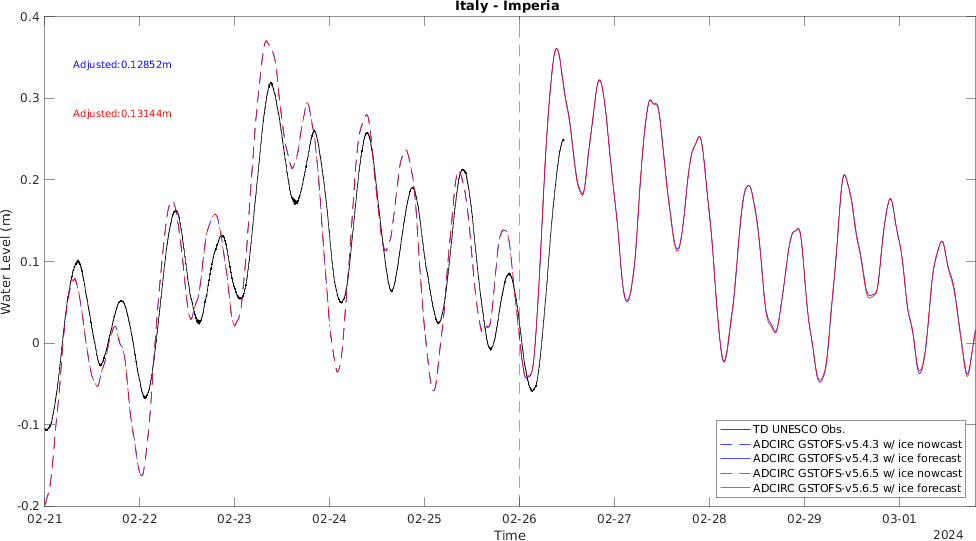 Italy - Imperia
0.4
0.3
0.2
0.1
0
-0.1
-0.2
Water Level (m)
Adjusted:0.12852m
Adjusted:0.13144m
TD UNESCO Obs.
ADCIRC GSTOFS-v5.4.3 w/ ice nowcast
ADCIRC GSTOFS-v5.4.3 w/ ice forecast
ADCIRC GSTOFS-v5.6.5 w/ ice nowcast
ADCIRC GSTOFS-v5.6.5 w/ ice forecast
02-21 02-22 02-23 02-24 02-25 02-26 02-27 02-28 02-29 03-01
Time
2024